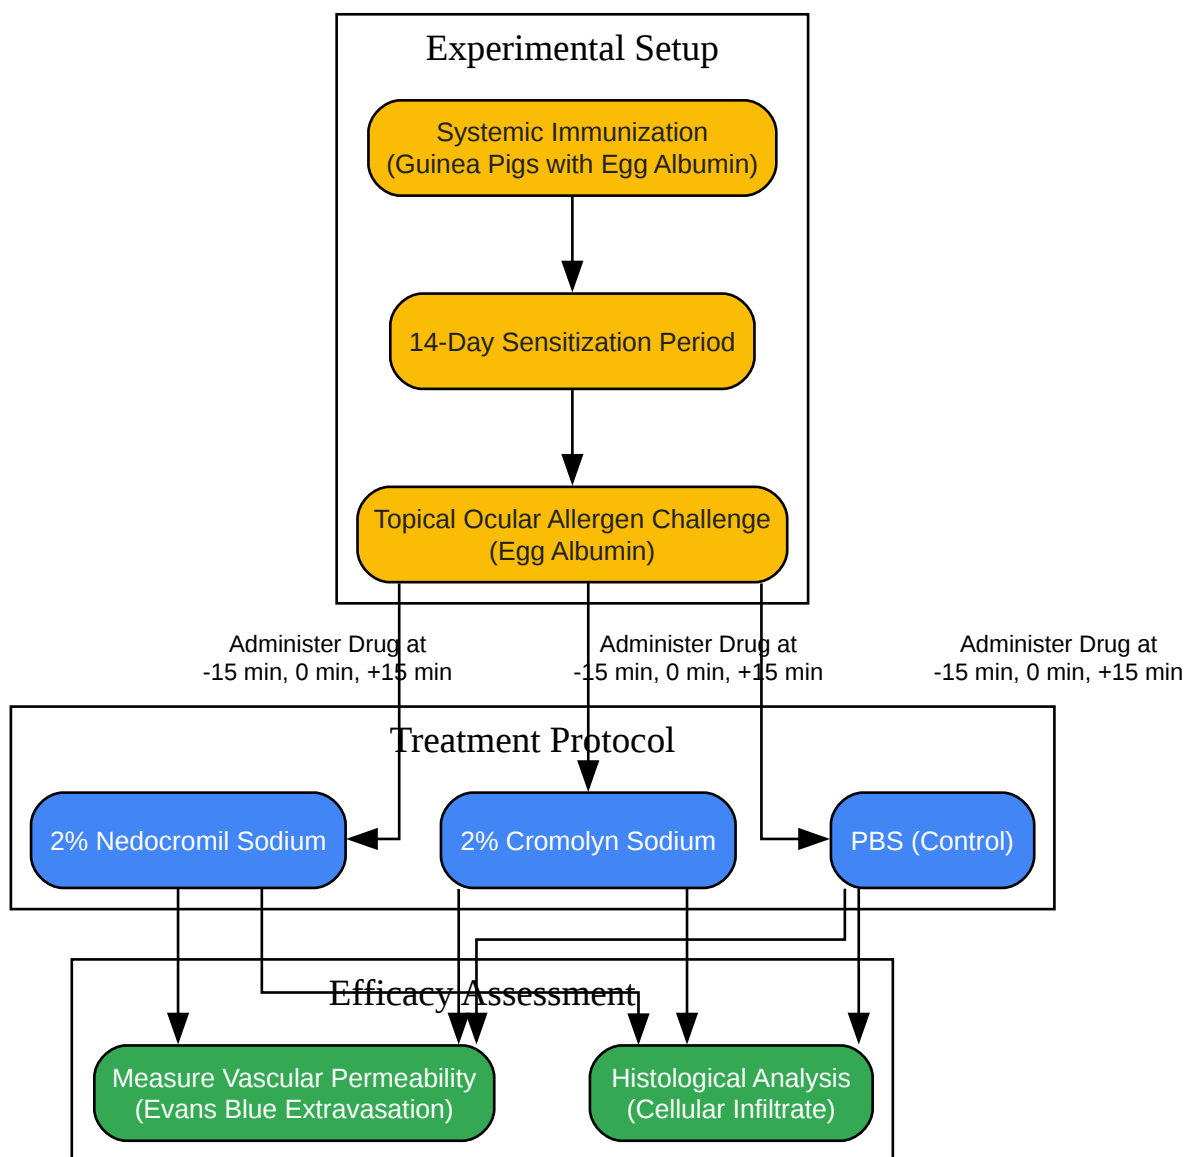 Experimental Setup
Systemic Immunization
(Guinea Pigs with Egg Albumin)
14-Day Sensitization Period
Topical Ocular Allergen Challenge
(Egg Albumin)
Administer Drug at
-15 min, 0 min, +15 min
Administer Drug at
-15 min, 0 min, +15 min
Administer Drug at
-15 min, 0 min, +15 min
Treatment Protocol
2% Nedocromil Sodium
2% Cromolyn Sodium
PBS (Control)
Efficacy Assessment
Measure Vascular Permeability
(Evans Blue Extravasation)
Histological Analysis
(Cellular Infiltrate)